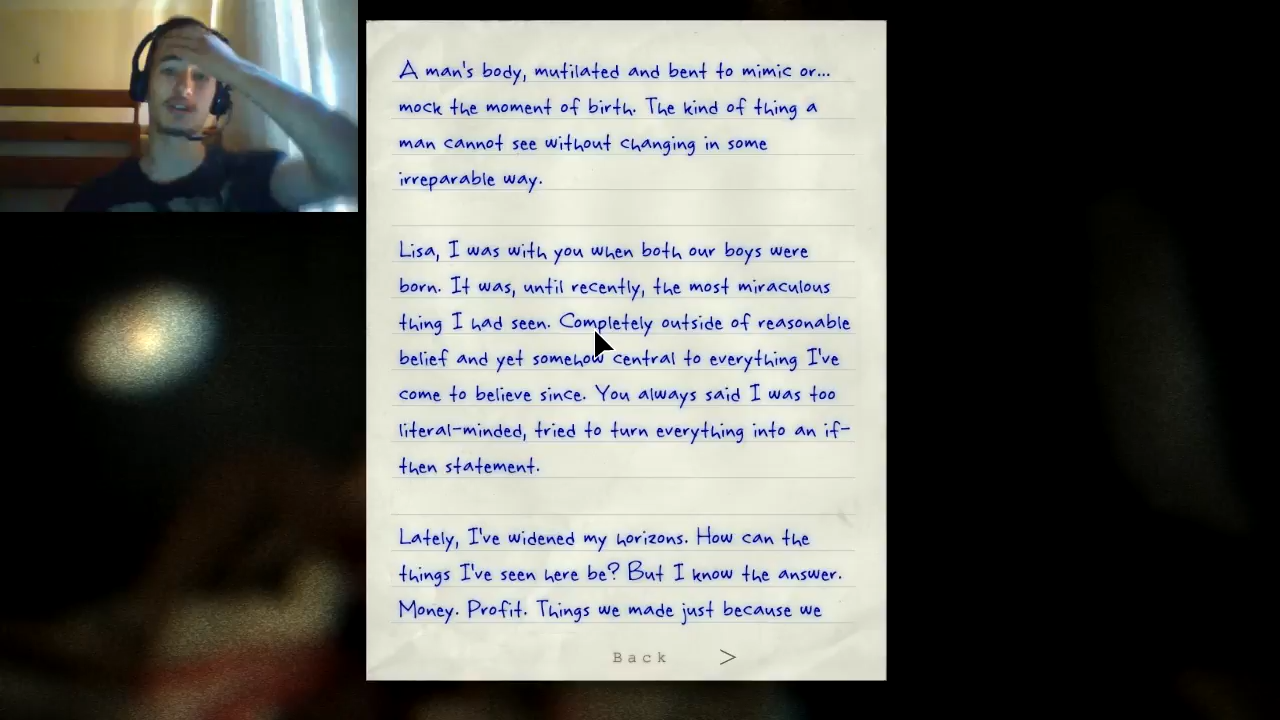 A man's body, mutilated and bent to mimic or...
mock the moment of birth. The kind of thing a
man cannot see without changing in some
irreparable way.
Lisa, I was with you when both our boys were
born. It was, until recently, the most miraculous
thing I had seen. Completely outside of reasonable
belief and yet somehow central to everything I've
come to believe since. You always said I was too
literal-minded, tried to turn everything into an if-
then statement.
Lately, I've widened my horizons. How can the
things I've seen here be? But I know the answer.
Money. Profit. Things we made just because we
Back >